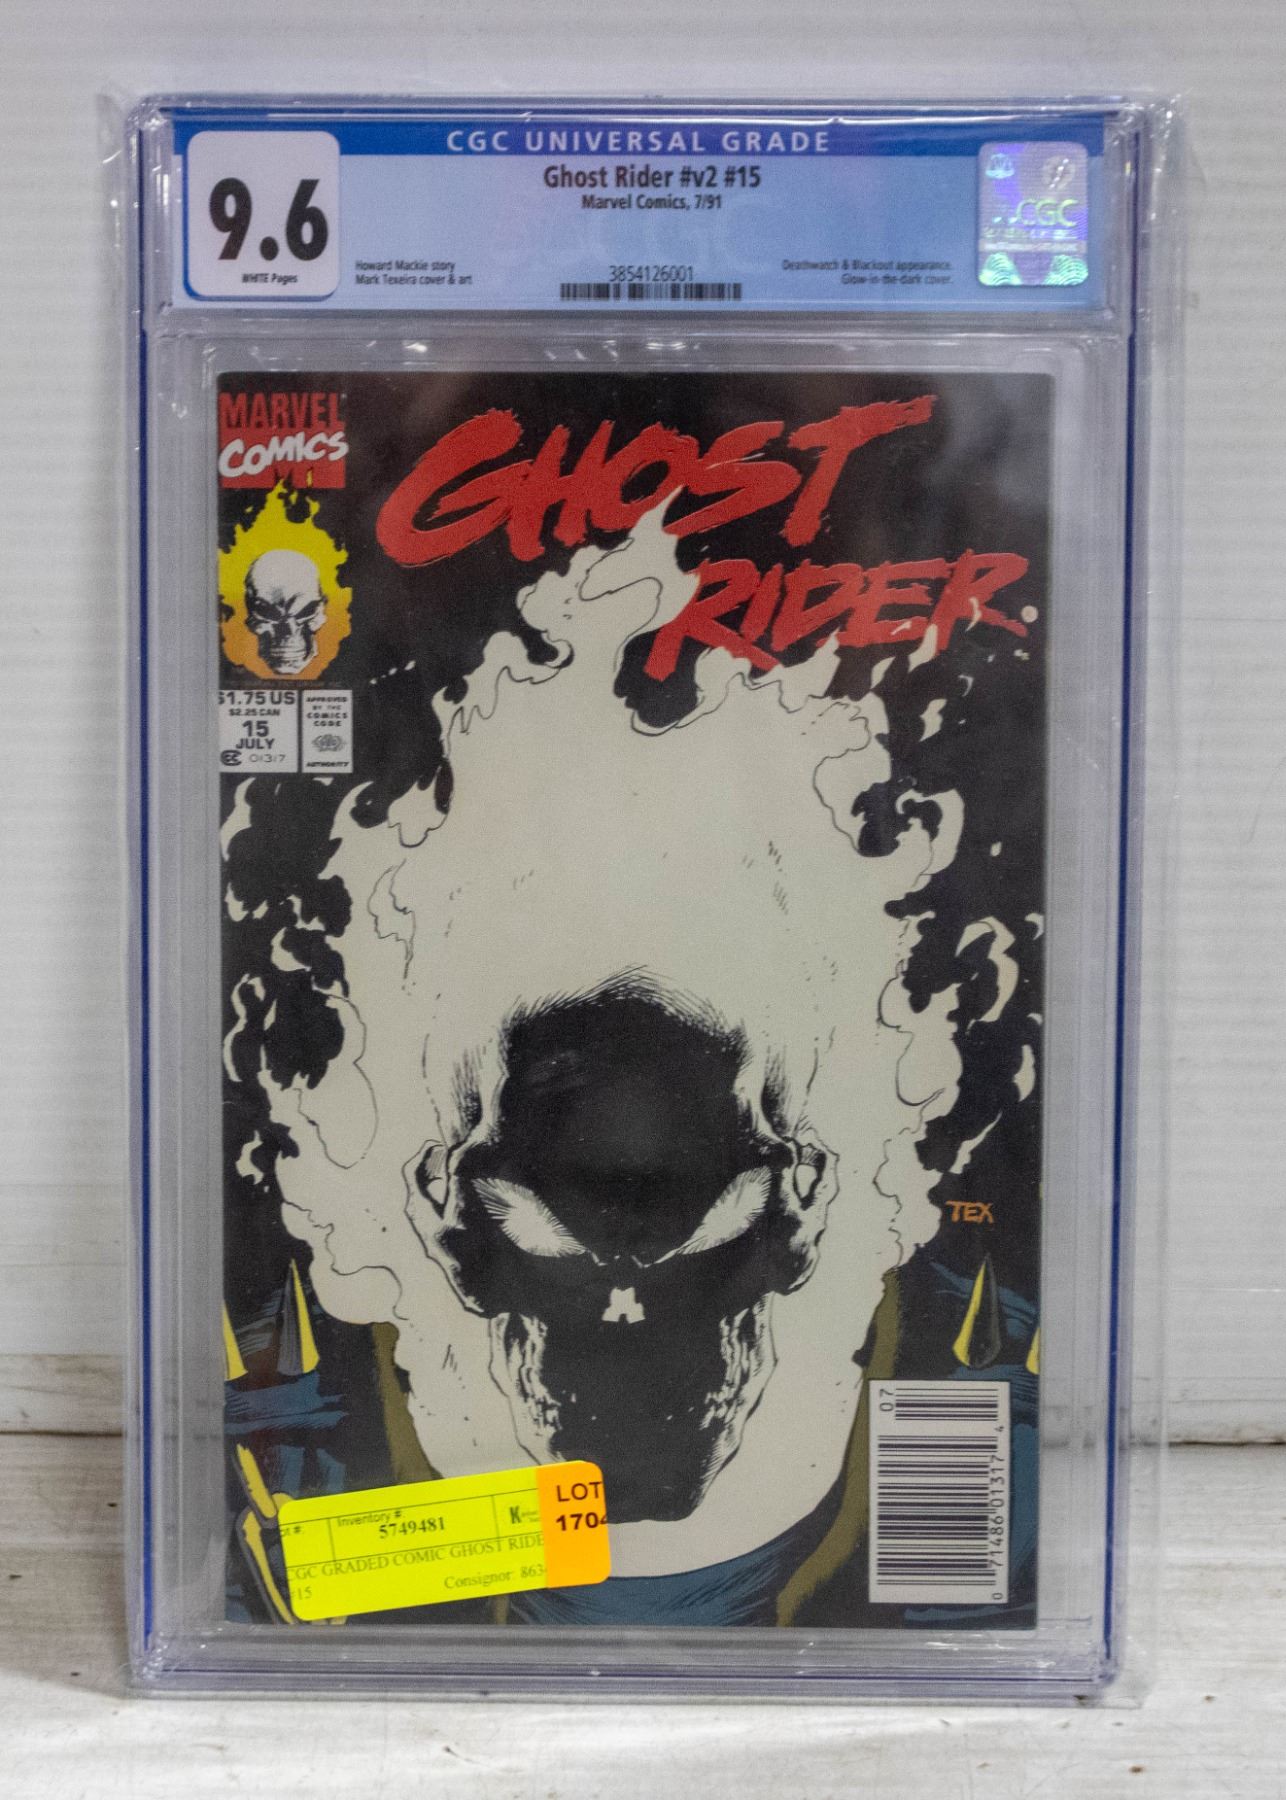 CGC UNIVERSAL GRADE
9.6
WHITE Pages
Ghost Rider #v2 #15
Marvel Comics, 7/91
Howard Mackie story
Mark Texeira cover & art
3854126001
Deathwatch & Blackout appearance.
Glow-in-the-dark cover.
CGC
MARVEL
COMICS
GHOST
RIDER
$1.75 US
$2.25 CAN
15
JULY
01317
APPROVED
BY THE
COMICS
CODE
AUTHORITY
TEX
07
0 71486 01317 4
Inventory #:
5749481
LOT
170
CGC GRADED COMIC GHOST RIDE
#15
Consignor: 863